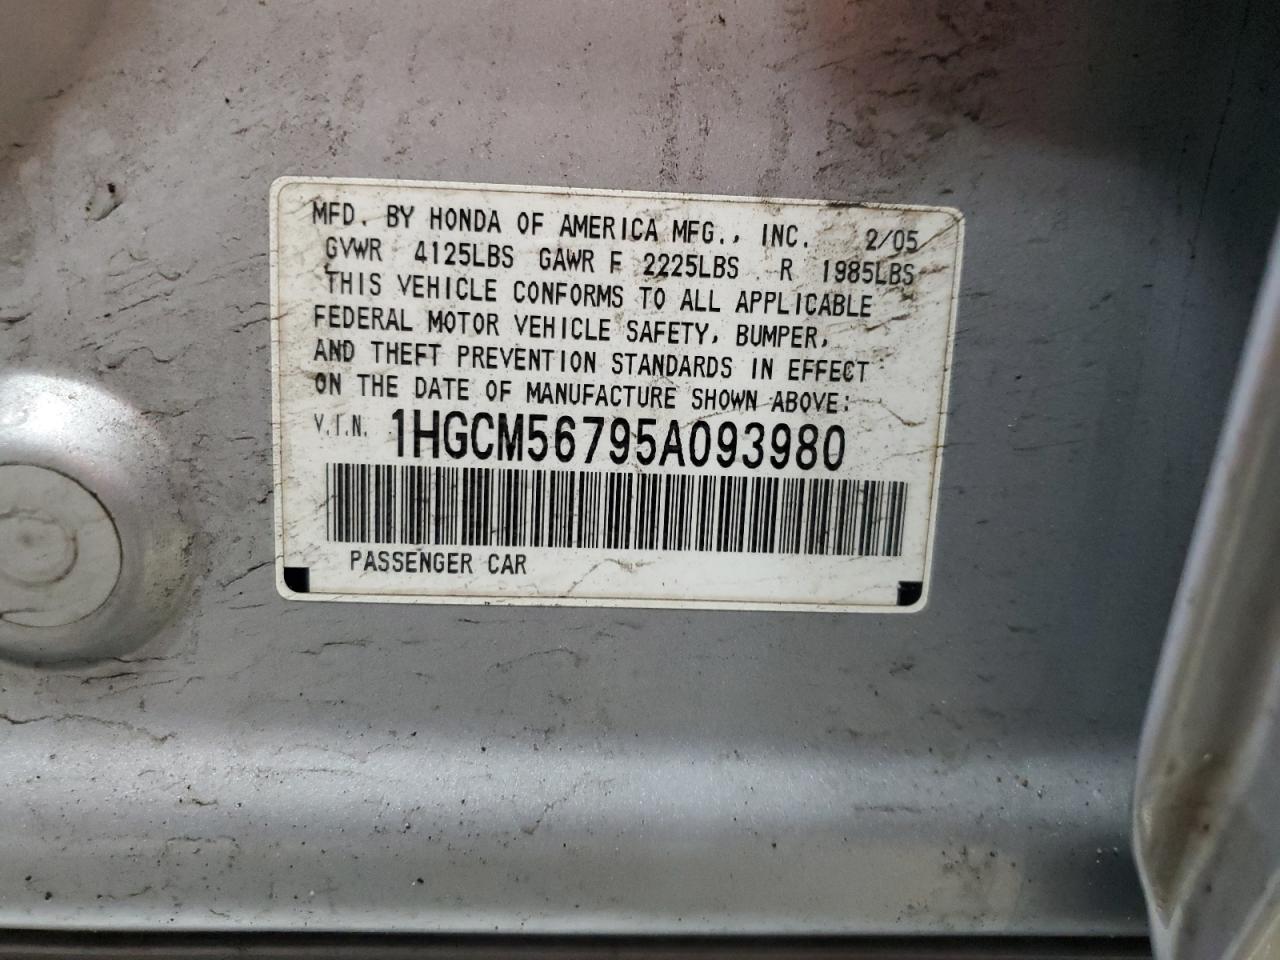 MFD. BY HONDA OF AMERICA MFG., INC. 2/05
GVWR 4125LBS GAWR F 2225LBS R 1985LBS
THIS VEHICLE CONFORMS TO ALL APPLICABLE
FEDERAL MOTOR VEHICLE SAFETY, BUMPER,
AND THEFT PREVENTION STANDARDS IN EFFECT
ON THE DATE OF MANUFACTURE SHOWN ABOVE:
V.I.N. 1HGCM56795A093980
PASSENGER CAR